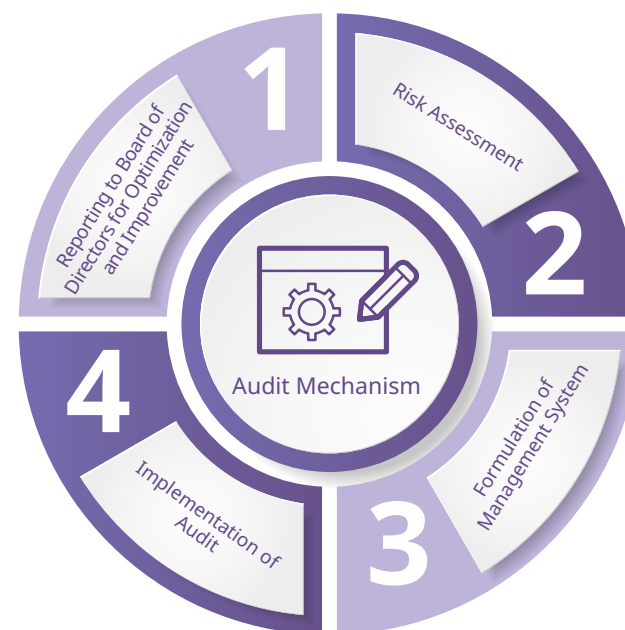 1
Reporting to Board of
Directors for Optimization
and Improvement
Risk Assessment
2
Audit Mechanism
Formulation of
Management System
3
4
Implementation of
Audit